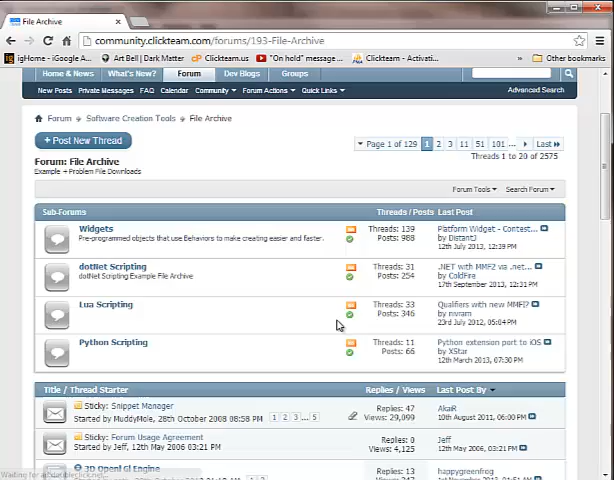 File Archive
community.clickteam.com/forums/193-File-Archive
igHome - iGoogle A... Art Bell | Dark Matter Clickteam.us "On hold" message ... Clickteam - Activati... Other bookmarks
Home & News What's New? Forum Dev Blogs Groups
New Posts Private Messages FAQ Calendar Community Forum Actions Quick Links Advanced Search
Forum Software Creation Tools File Archive
+ Post New Thread
Page 1 of 129 1 2 3 11 51 101 ... Last
Threads 1 to 20 of 2575
Forum: File Archive
Example + Problem File Downloads
Forum Tools Search Forum
Sub-Forums Threads / Posts Last Post
Widgets
Pre-programmed objects that use Behaviors to make creating easier and faster.
Threads: 139
Posts: 988
Platform Widget - Contest...
by DistantJ
12th July 2013, 12:39 PM
dotNet Scripting
dotNet Scripting Example File Archive
Threads: 31
Posts: 254
.NET with MMF2 via .net...
by ColdFire
17th September 2013, 12:31 PM
Lua Scripting
Threads: 33
Posts: 346
Qualifiers with new MMF2?
by nivram
23rd July 2012, 05:04 PM
Python Scripting
Threads: 11
Posts: 66
Python extension port to iOS
by XStar
12th March 2013, 07:30 PM
Title / Thread Starter Replies / Views Last Post By
Sticky: Snippet Manager
Started by MuddyMole, 28th October 2008 08:58 PM 1 2 3 ... 5
Replies: 47
Views: 29,099
AkaR
10th August 2011, 06:00 PM
Sticky: Forum Usage Agreement
Started by Jeff, 12th May 2006 03:21 PM
Replies: 0
Views: 4,125
Jeff
12th May 2006, 03:21 PM
3D OpenGl Engine
Replies: 13
happygreenfrog